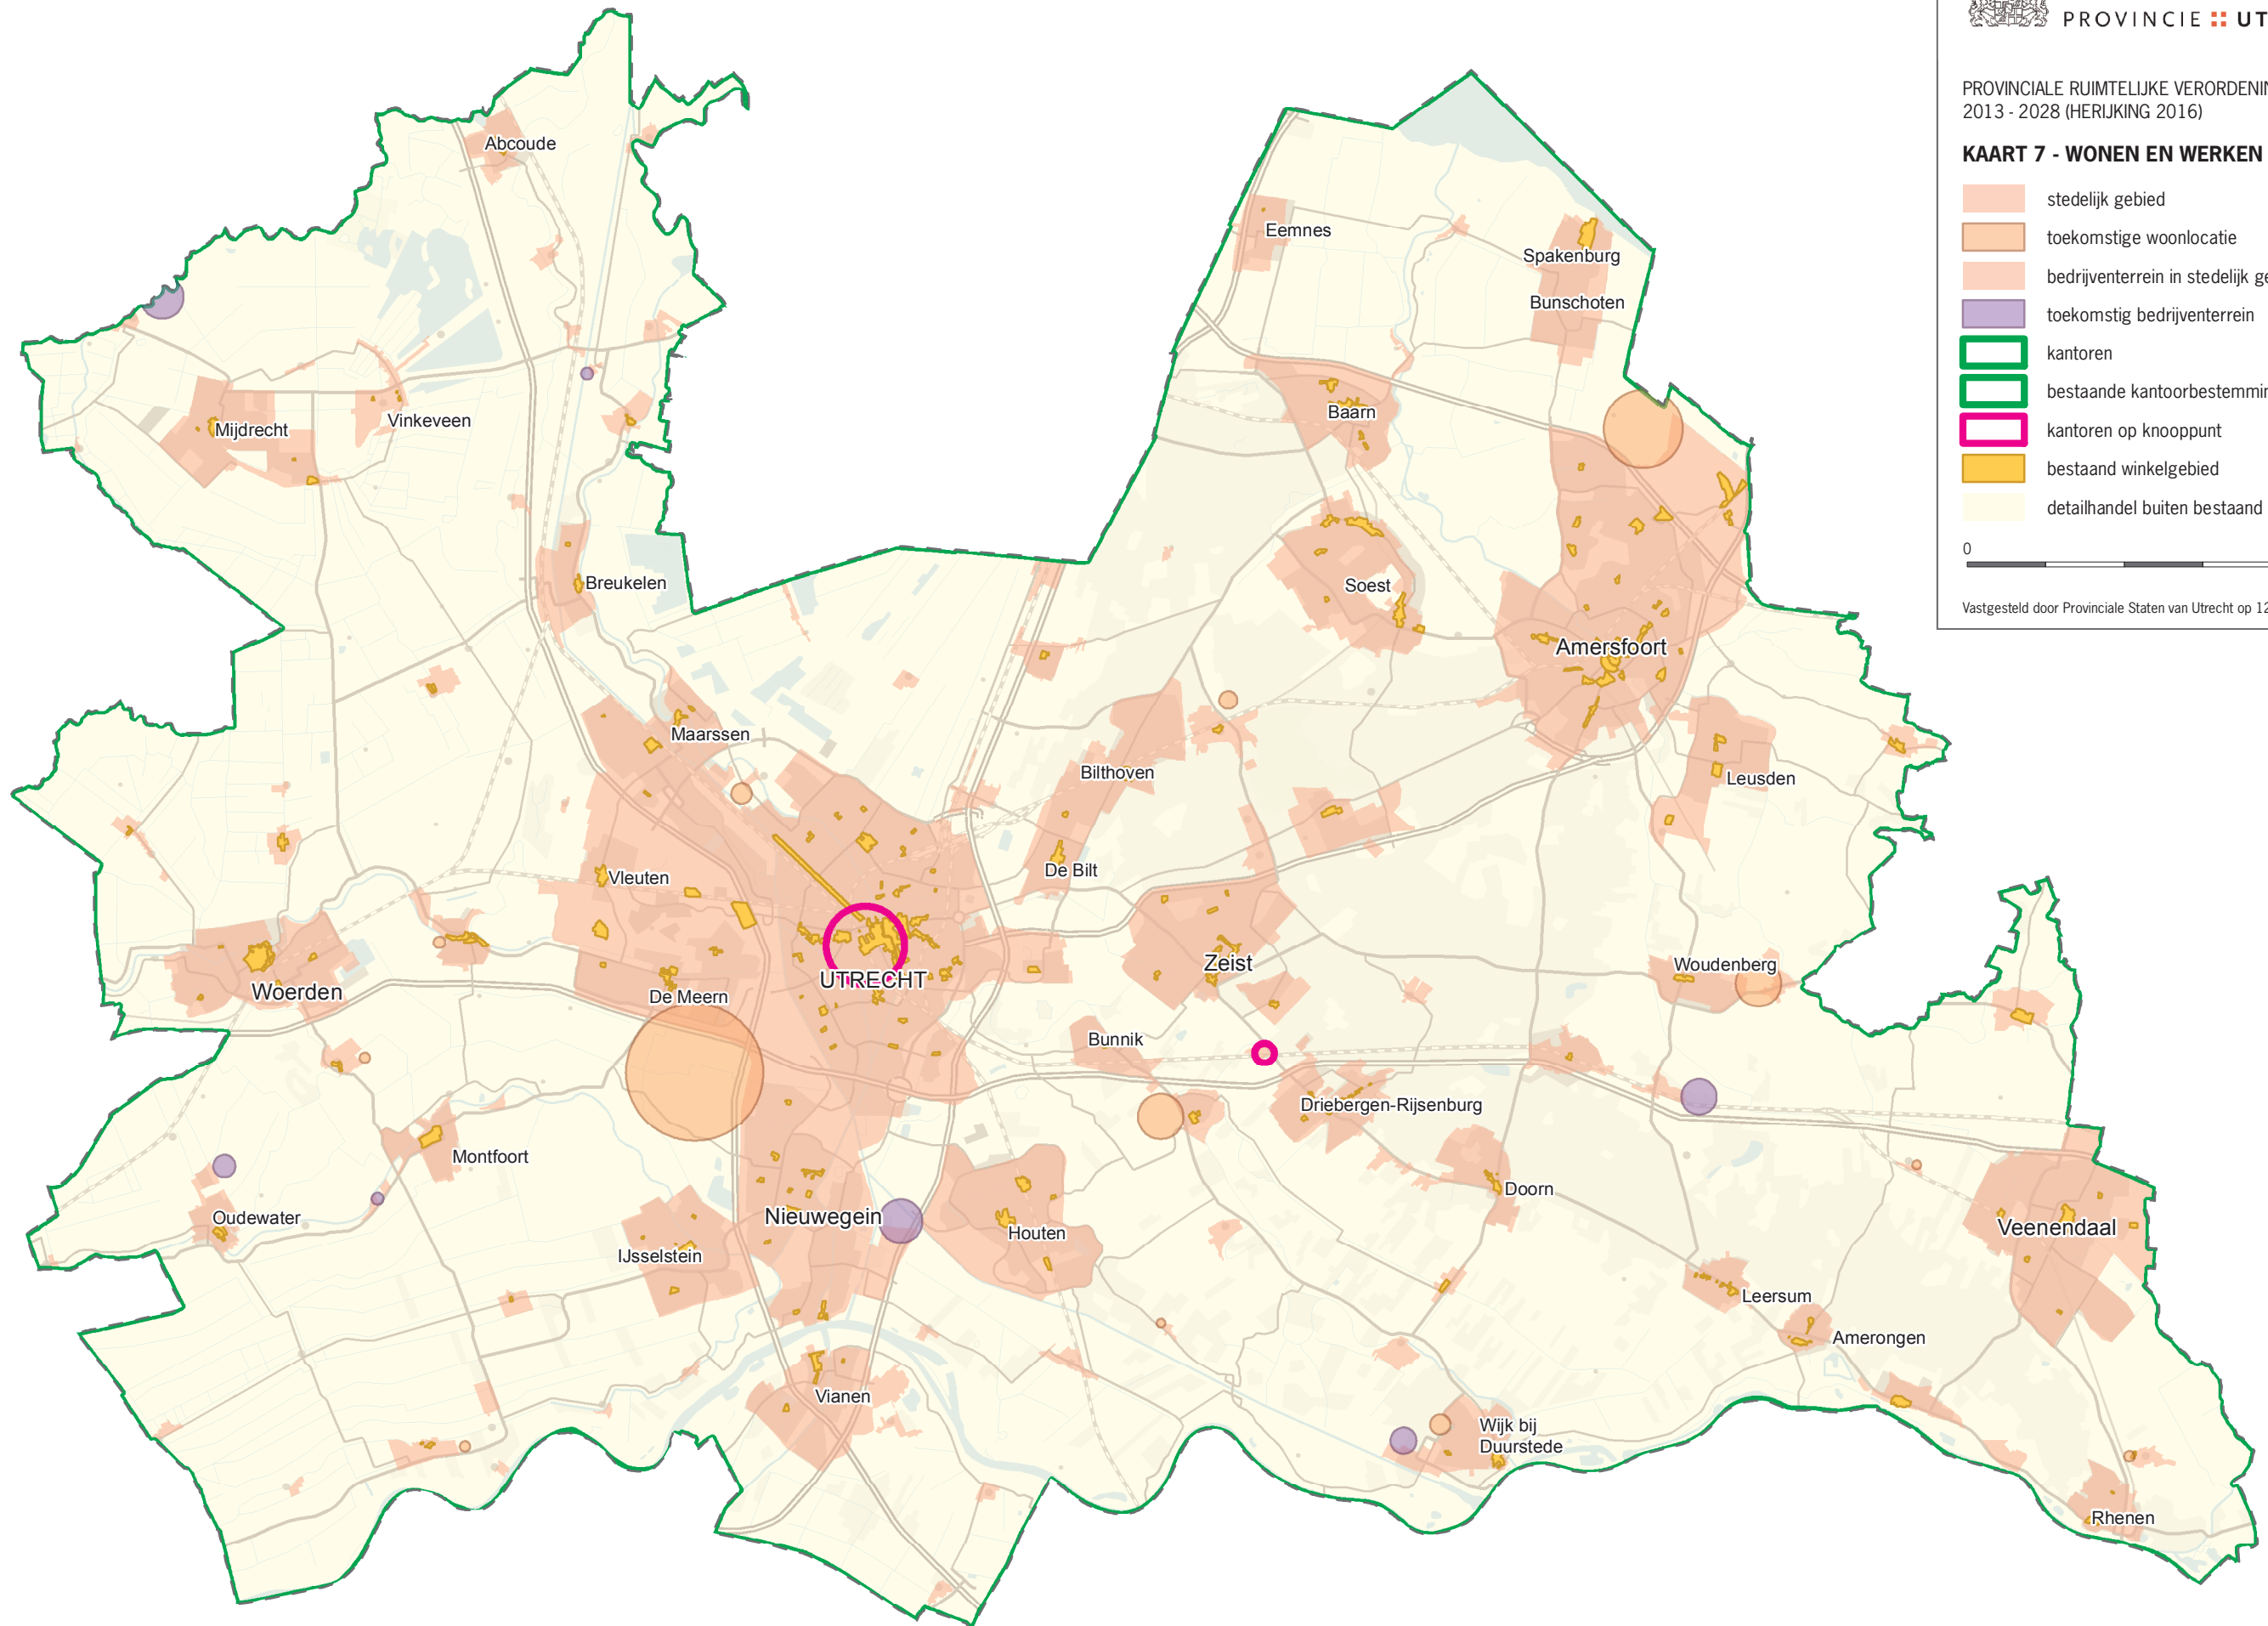 PROVINCIE UT
PROVINCIALE RUIMTELIJKE VERORDENIN
2013 - 2028 (HERIJKING 2016)
KAART 7 - WONEN EN WERKEN
stedelijk gebied
toekomstige woonlocatie
bedrijventerrein in stedelijk ge
toekomstig bedrijventerrein
kantoren
bestaande kantoorbestemmin
kantoren op knooppunt
bestaand winkelgebied
detailhandel buiten bestaand
0
Vastgesteld door Provinciale Staten van Utrecht op 12
Abcoude
Eemnes
Spakenburg
Bunschoten
Baarn
Vinkeveen
Mijdrecht
Breukelen
Soest
Amersfoort
Maarssen
Bilthoven
Leusden
De Bilt
Vleuten
Zeist
Woudenberg
UTRECHT
Woerden
De Meern
Bunnik
Driebergen-Rijsenburg
Montfoort
Doorn
Oudewater
Nieuwegein
Houten
Veenendaal
IJsselstein
Leersum
Amerongen
Vianen
Wijk bij
Duurstede
Rhenen